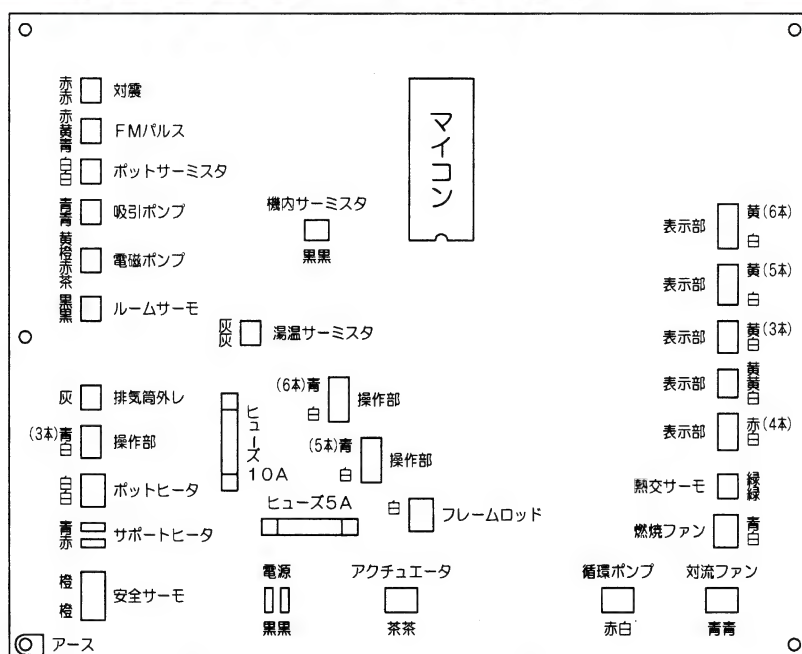 赤赤 対震
赤黄青 FMパルス
白白 ポットサーミスタ
青青 吸引ポンプ
黄橙赤茶 電磁ポンプ
黒黒 ルームサーモ
マイコン
機内サーミスタ
黒黒
灰灰 湯温サーミスタ
表示部 黄(6本) 白
表示部 黄(5本) 白
表示部 黄(3本) 白
表示部 黄黄白
表示部 赤(4本) 白
灰 排気筒外レ
(3本)青白 操作部
白白 ポットヒータ
青赤 サポートヒータ
橙橙 安全サーモ
アース
ヒューズ
10A
(6本)青 白 操作部
(5本)青 白 操作部
ヒューズ5A
白 フレームロッド
熱交サーモ 緑緑
燃焼ファン 青白
電源
黒黒
アクチュエータ
茶茶
循環ポンプ
赤白
対流ファン
青青